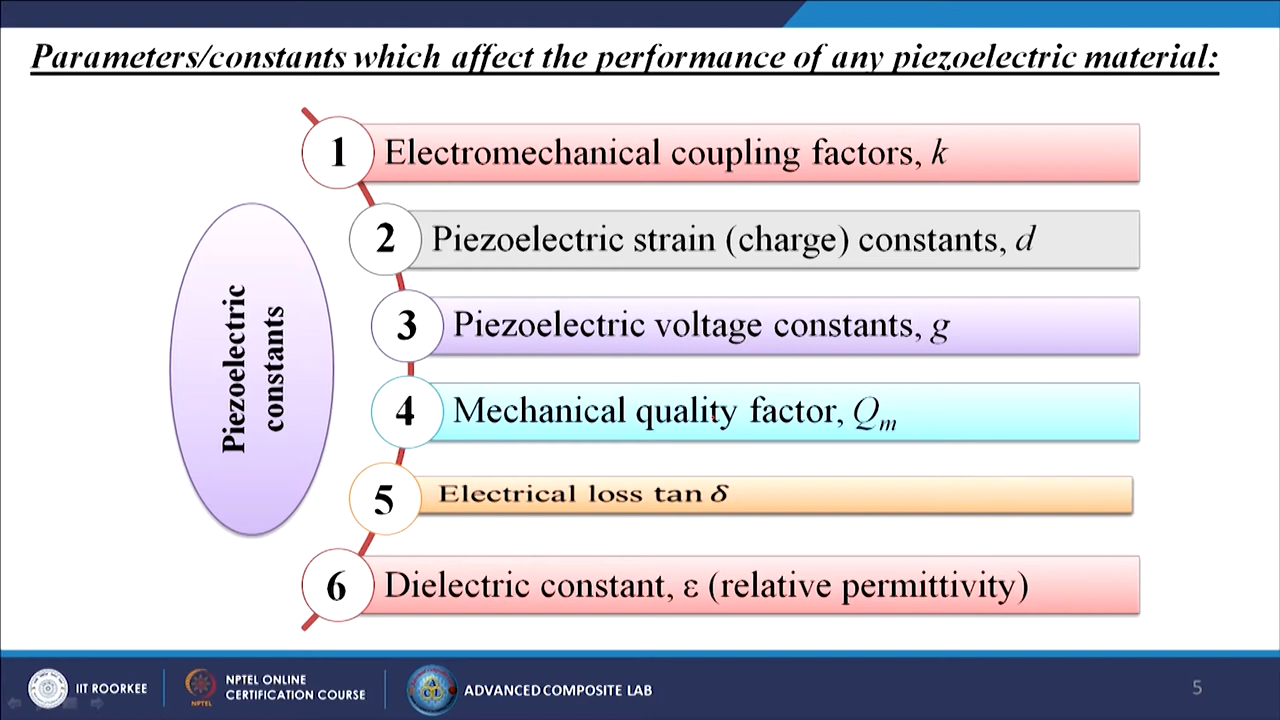 Parameters/constants which affect the performance of any piezoelectric material:
Piezoelectric
constants
1
Electromechanical coupling factors, k
2
Piezoelectric strain (charge) constants, d
3
Piezoelectric voltage constants, g
4
Mechanical quality factor, Qm
5
Electrical loss tan δ
6
Dielectric constant, ε (relative permittivity)
IIT ROORKEE
NPTEL
NPTEL ONLINE
CERTIFICATION COURSE
ADVANCED COMPOSITE LAB
5